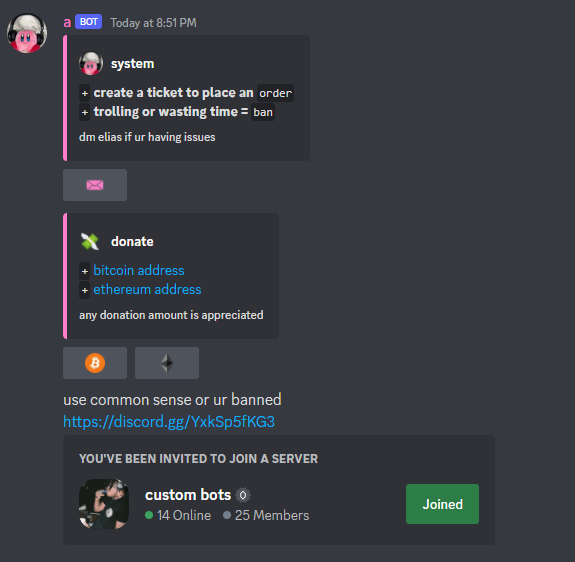 a BOT Today at 8:51 PM
system
+ create a ticket to place an order
+ trolling or wasting time = ban
dm elias if ur having issues
donate
+ bitcoin address
+ ethereum address
any donation amount is appreciated
use common sense or ur banned
https://discord.gg/YxkSp5fKG3
YOU'VE BEEN INVITED TO JOIN A SERVER
custom bots
14 Online 25 Members
Joined